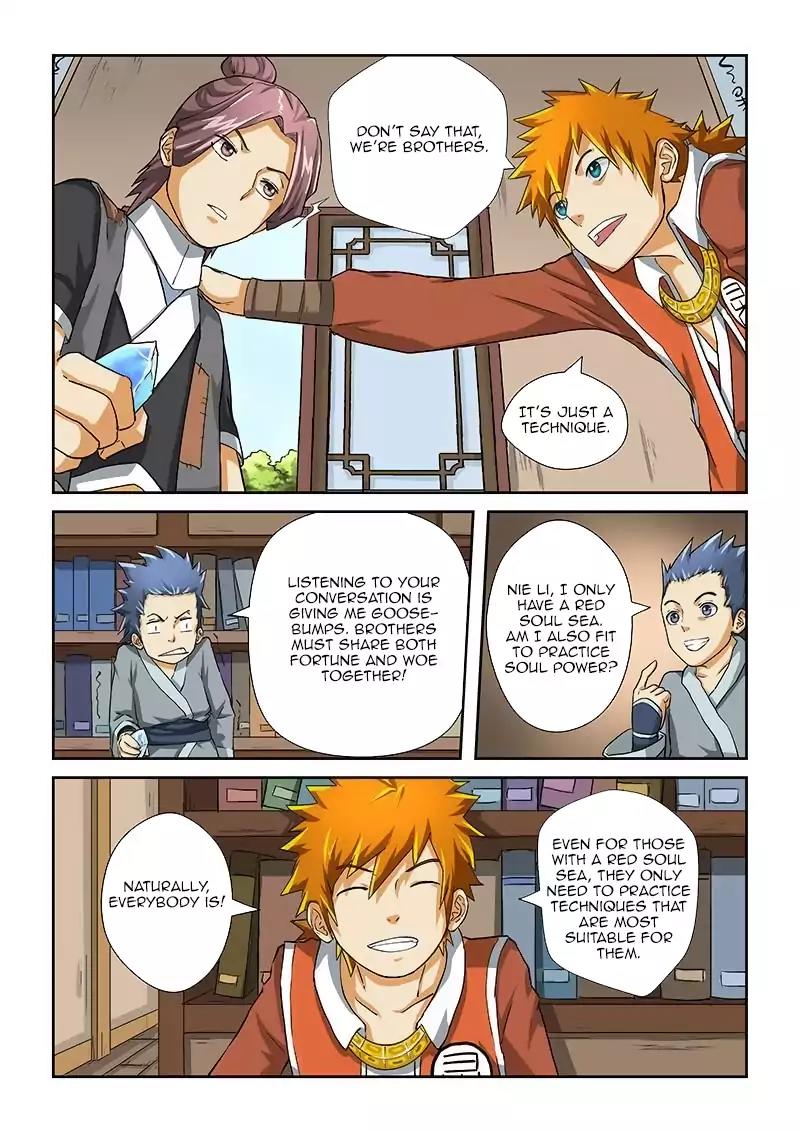 DON'T SAY THAT,
WE'RE BROTHERS.
IT'S JUST A
TECHNIQUE.
LISTENING TO YOUR
CONVERSATION IS
GIVING ME GOOSE-
BUMPS. BROTHERS
MUST SHARE BOTH
FORTUNE AND WOE
TOGETHER!
NIE LI, I ONLY
HAVE A RED
SOUL SEA.
AM I ALSO FIT
TO PRACTICE
SOUL POWER?
NATURALLY,
EVERYBODY IS!
EVEN FOR THOSE
WITH A RED SOUL
SEA, THEY ONLY
NEED TO PRACTICE
TECHNIQUES THAT
ARE MOST
SUITABLE FOR
THEM.